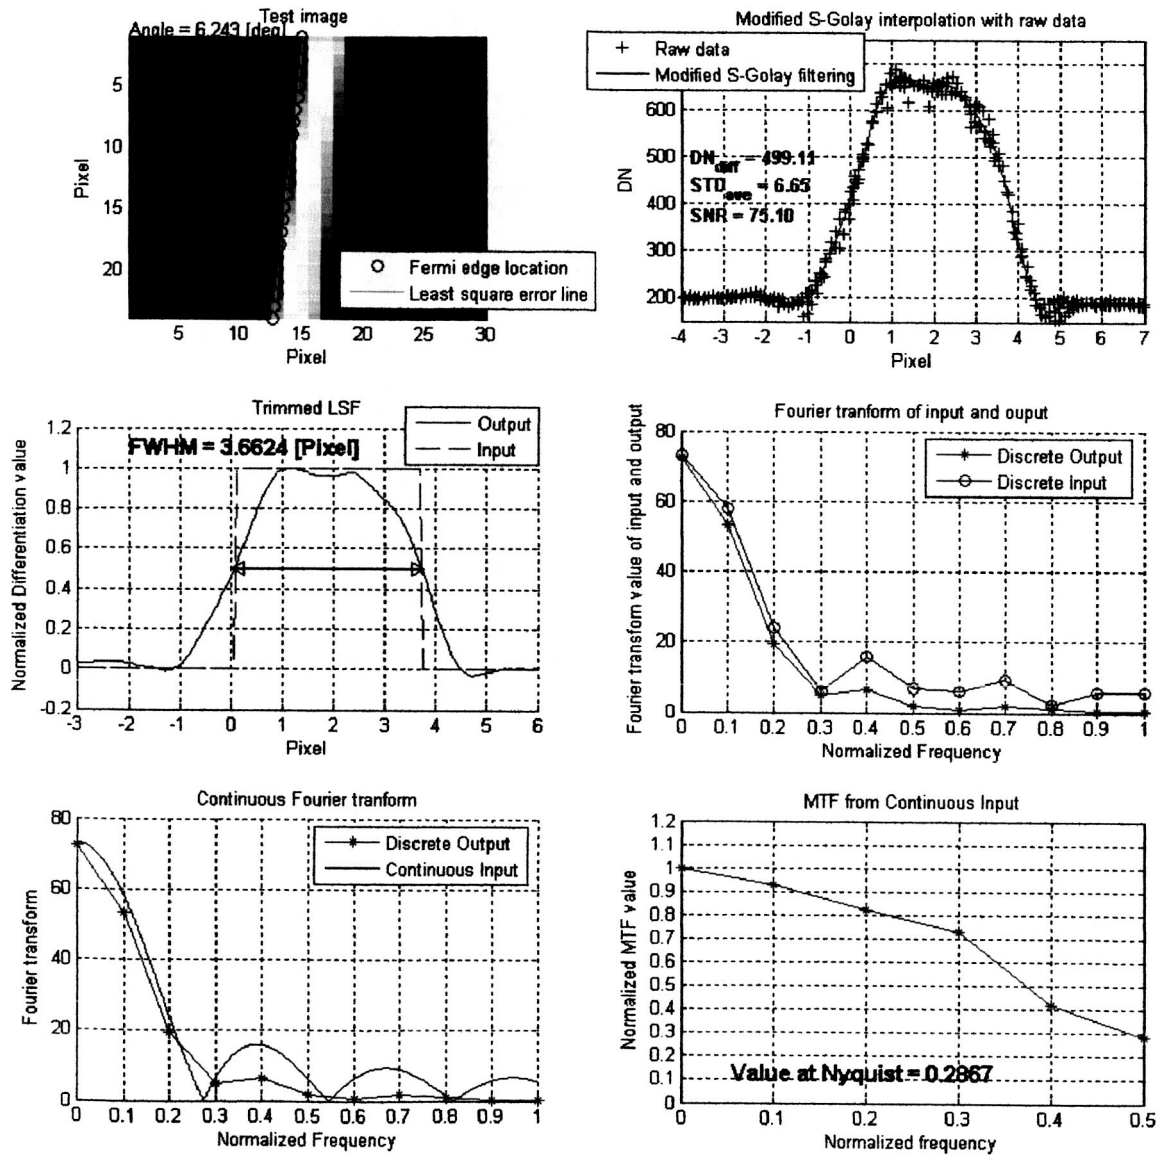 Test image
Angle = 6.243 [deg]
5
10
15
20
Pixel
5 10 15 20 25 30
Pixel
Fermi edge location
Least square error line
Modified S-Golay interpolation with raw data
Raw data
Modified S-Golay filtering
600
500
400
300
200
DN
DN_diff = 499.11
STD_ave = 6.65
SNR = 75.10
-4 -3 -2 -1 0 1 2 3 4 5 6 7
Pixel
Trimmed LSF
Output
Input
FWHM = 3.6624 [Pixel]
1.2
1
0.8
0.6
0.4
0.2
0
-0.2
Normalized Differentiation value
-3 -2 -1 0 1 2 3 4 5 6
Pixel
Fourier tranform of input and ouput
Discrete Output
Discrete Input
80
60
40
20
0
Fourier transform value of input and output
0 0.1 0.2 0.3 0.4 0.5 0.6 0.7 0.8 0.9 1
Normalized Frequency
Continuous Fourier tranform
Discrete Output
Continuous Input
80
60
40
20
0
Fourier transform
0 0.1 0.2 0.3 0.4 0.5 0.6 0.7 0.8 0.9 1
Normalized Frequency
MTF from Continuous Input
1.2
1.1
1
0.9
0.8
0.7
0.6
0.5
0.4
0.3
0.2
0.1
0
Normalized MTF value
Value at Nyquist = 0.2867
0 0.1 0.2 0.3 0.4 0.5
Normalized frequency